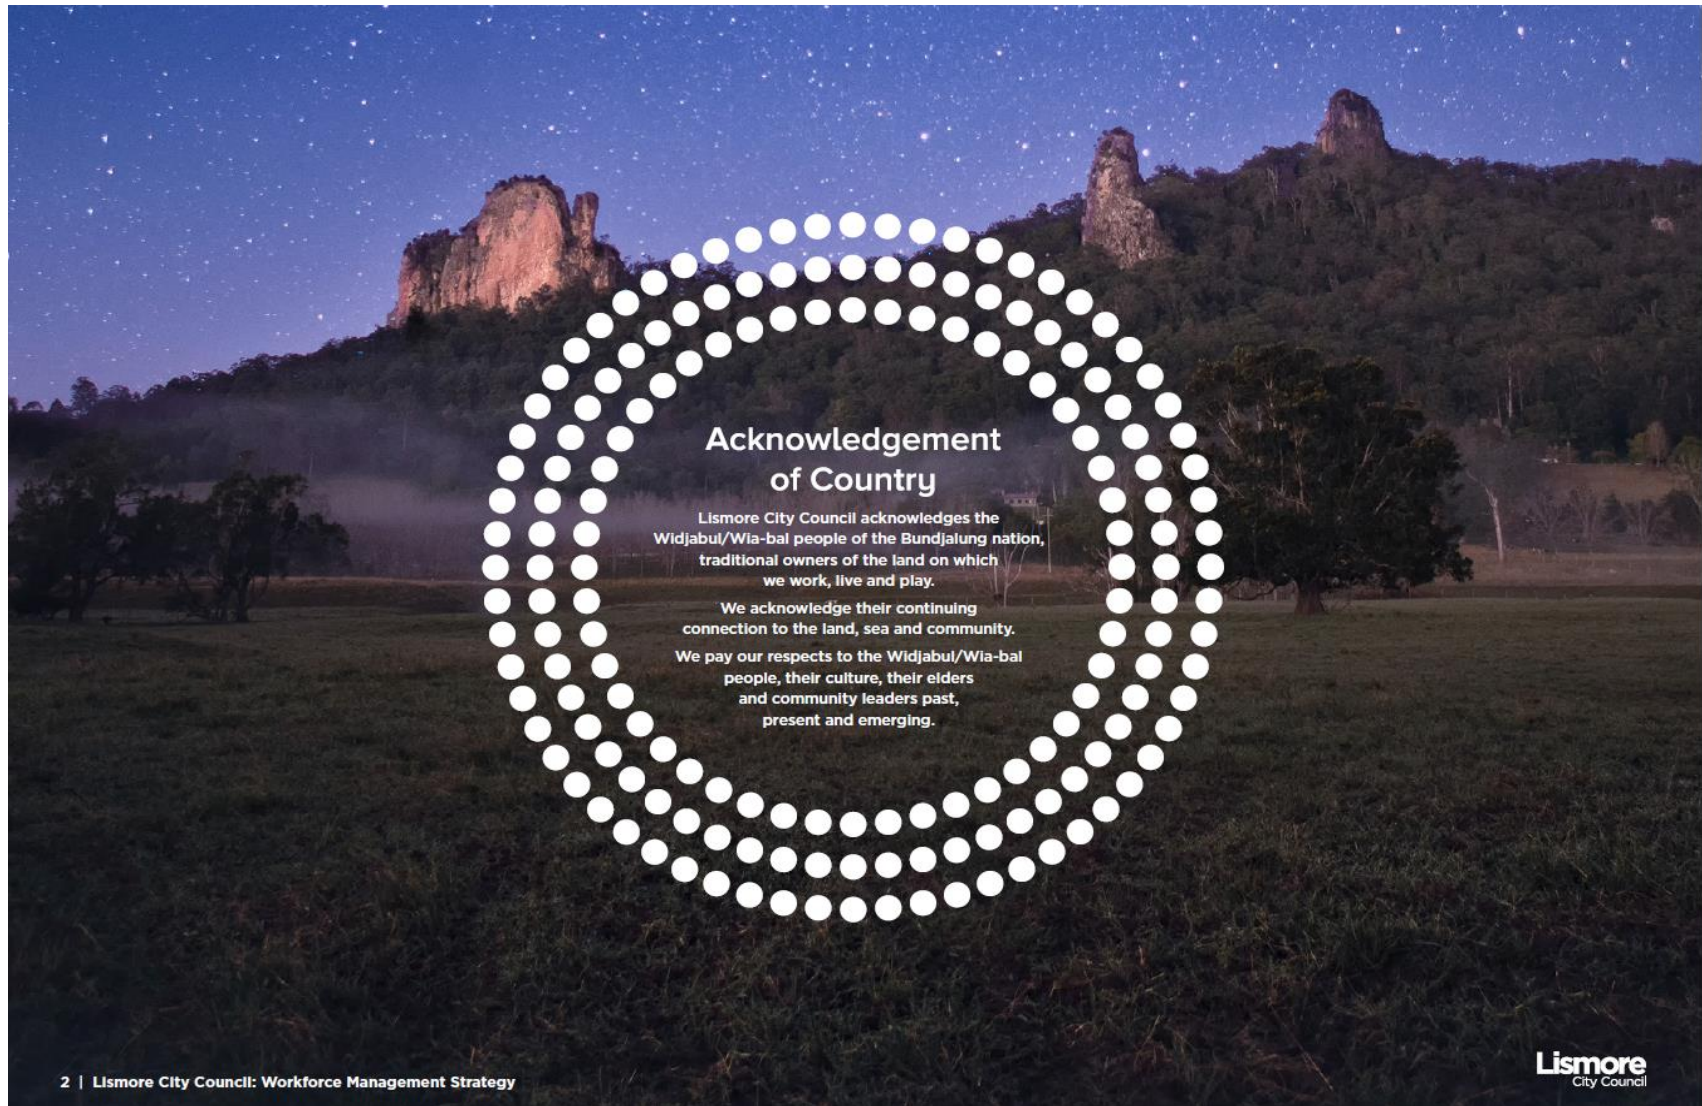 Acknowledgement
of Country
Lismore City Council acknowledges the
Widjabul/Wia-bal people of the Bundjalung nation,
traditional owners of the land on which
we work, live and play.
We acknowledge their continuing
connection to the land, sea and community.
We pay our respects to the Widjabul/Wia-bal
people, their culture, their elders
and community leaders past,
present and emerging.
2 | Lismore City Council: Workforce Management Strategy
Lismore
City Council